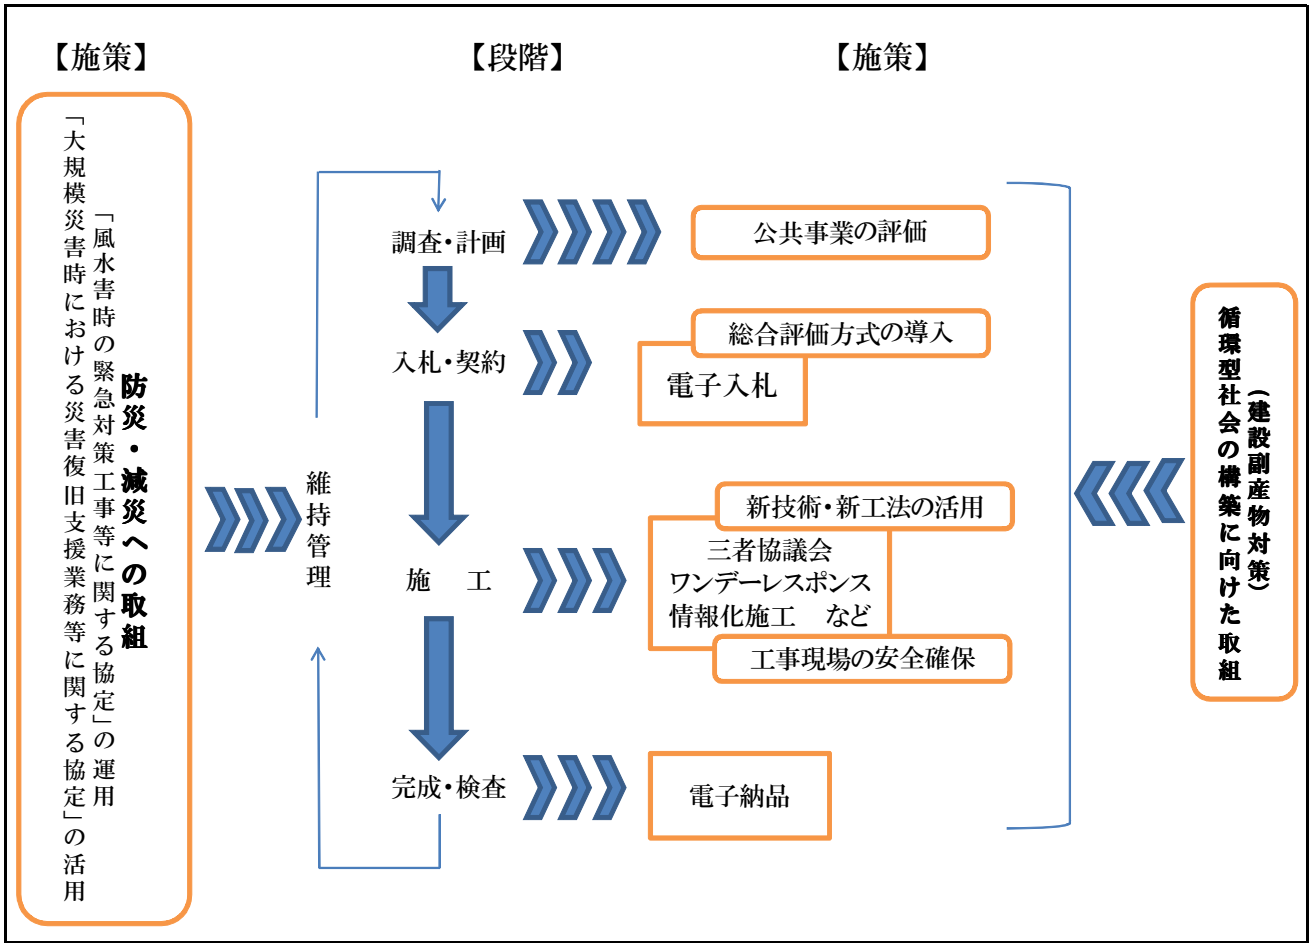 【施策】
【段階】
【施策】
防災・減災への取組
「風水害時の緊急対策工事等に関する協定」の運用
「大規模災害時における災害復旧支援業務等に関する協定」の活用
維持管理
調査・計画
公共事業の評価
入札・契約
総合評価方式の導入
電子入札
施　工
新技術・新工法の活用
三者協議会
ワンデーレスポンス
情報化施工　など
工事現場の安全確保
完成・検査
電子納品
（建設副産物対策）
循環型社会の構築に向けた取組